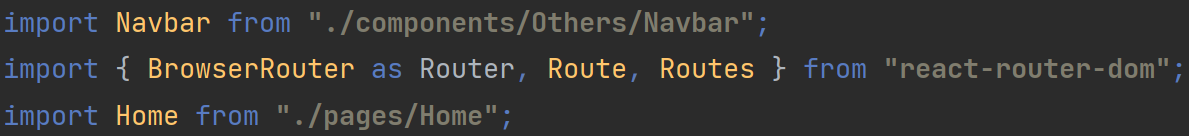 import Navbar from "./components/Others/Navbar";
import { BrowserRouter as Router, Route, Routes } from "react-router-dom";
import Home from "./pages/Home";